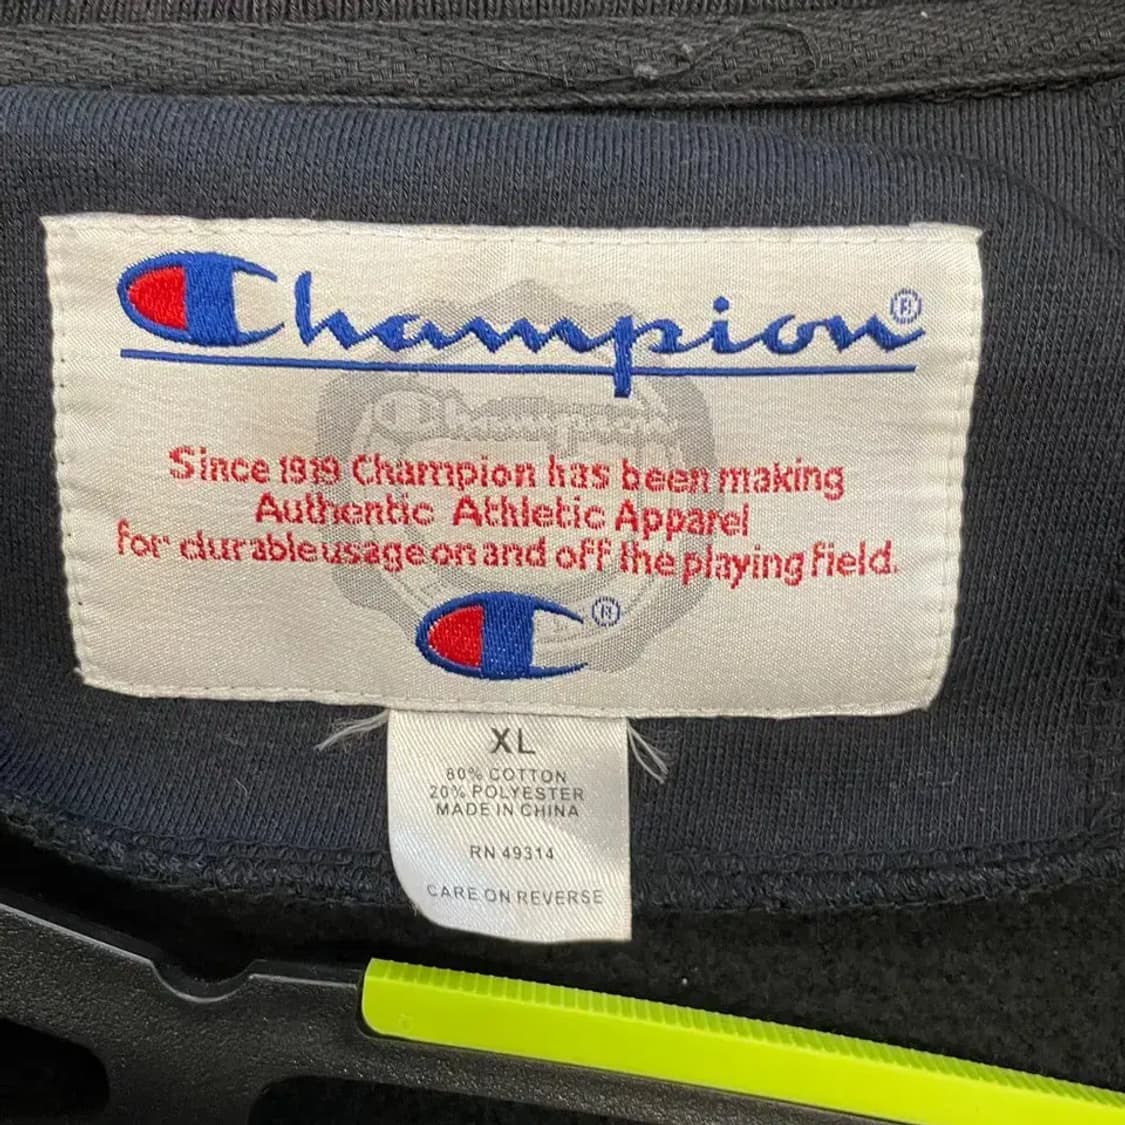 Champion®
Champion
Since 1919 Champion has been making
Authentic Athletic Apparel
for durable usage on and off the playing field.
®
XL
80% COTTON
20% POLYESTER
MADE IN CHINA
RN 49314
CARE ON REVERSE